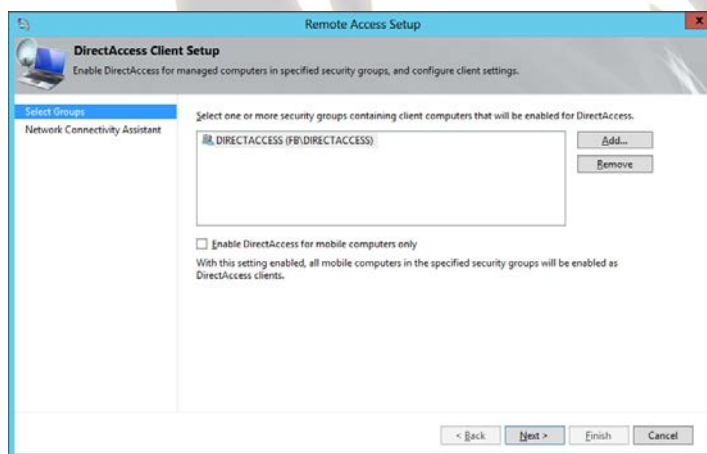 Remote Access Setup
x
DirectAccess Client Setup
Enable DirectAccess for managed computers in specified security groups, and configure client settings.
Select Groups
Network Connectivity Assistant
Select one or more security groups containing client computers that will be enabled for DirectAccess.
DIRECTACCESS (FB\DIRECTACCESS)
Add...
Remove
Enable DirectAccess for mobile computers only
With this setting enabled, all mobile computers in the specified security groups will be enabled as
DirectAccess clients.
< Back
Next >
Finish
Cancel